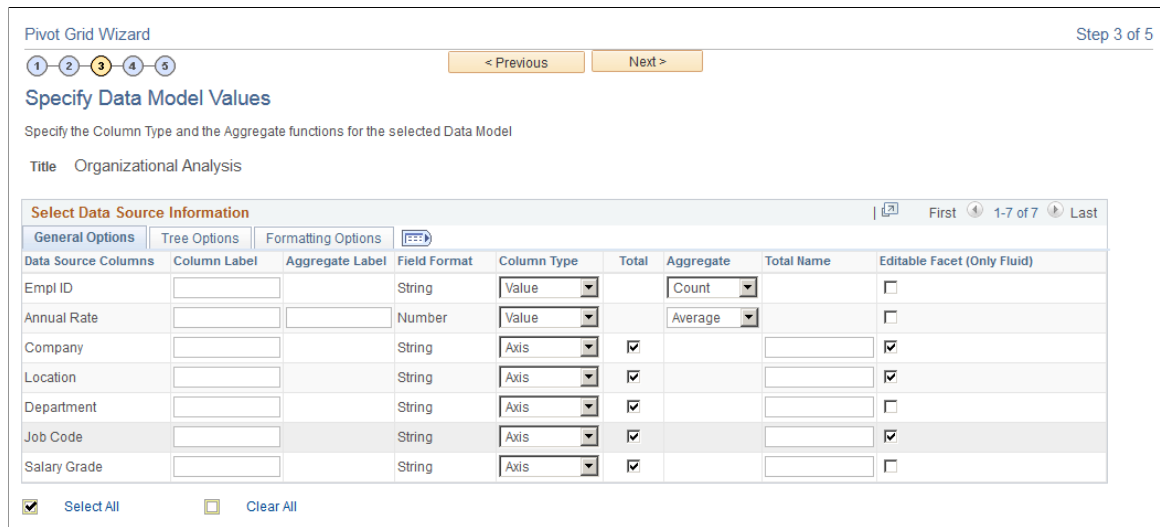 Pivot Grid Wizard Step 3 of 5
1 2 3 4 5 < Previous Next >
Specify Data Model Values
Specify the Column Type and the Aggregate functions for the selected Data Model
Title Organizational Analysis
Select Data Source Information | First 1-7 of 7 Last
General Options Tree Options Formatting Options
Data Source Columns Column Label Aggregate Label Field Format Column Type Total Aggregate Total Name Editable Facet (Only Fluid)
Empl ID String Value Count
Annual Rate Number Value Average
Company String Axis
Location String Axis
Department String Axis
Job Code String Axis
Salary Grade String Axis
Select All Clear All